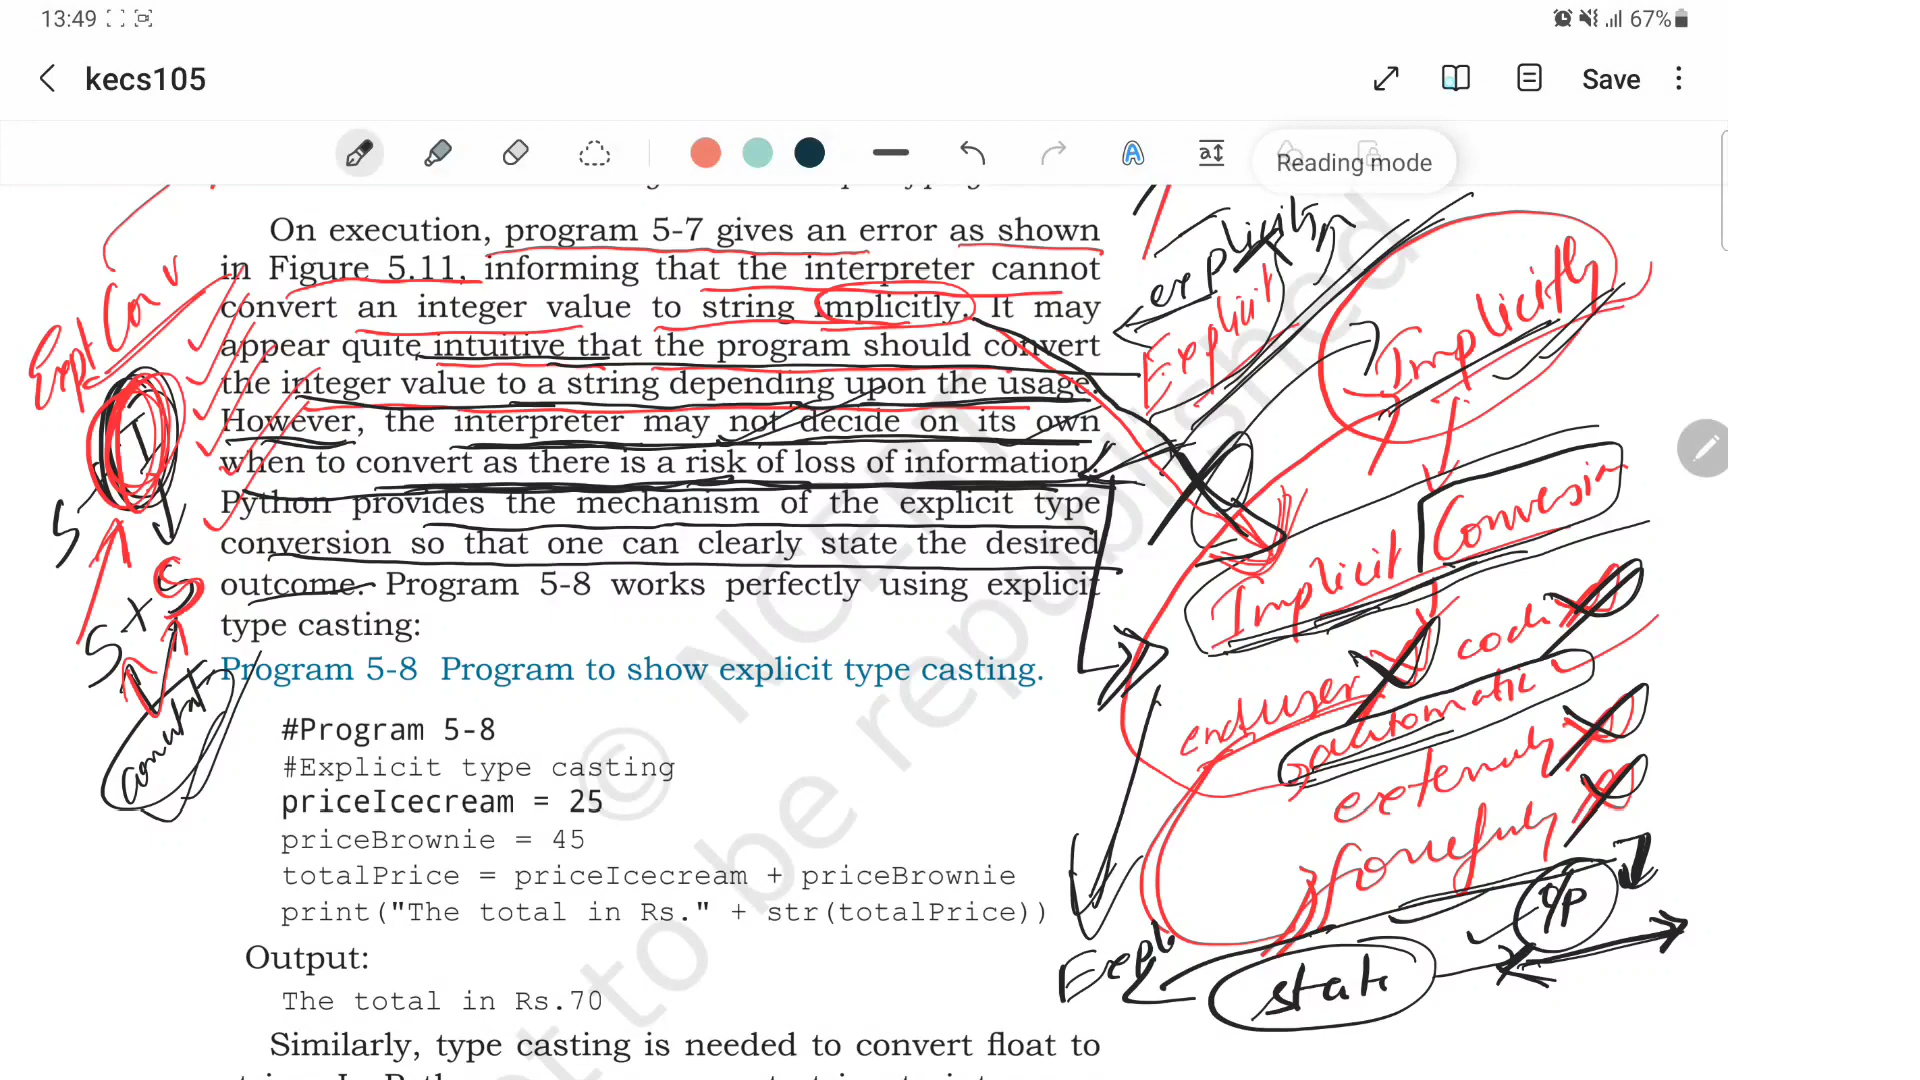 13:49
67%
kecs105
Save
Reading mode
On execution, program 5-7 gives an error as shown
in Figure 5.11, informing that the interpreter cannot
convert an integer value to string implicitly. It may
appear quite intuitive that the program should convert
the integer value to a string depending upon the usage.
However, the interpreter may not decide on its own
when to convert as there is a risk of loss of information.
Python provides the mechanism of the explicit type
conversion so that one can clearly state the desired
outcome. Program 5-8 works perfectly using explicit
type casting:
Program 5-8 Program to show explicit type casting.
#Program 5-8
#Explicit type casting
priceIcecream = 25
priceBrownie = 45
totalPrice = priceIcecream + priceBrownie
print("The total in Rs." + str(totalPrice))
Output:
The total in Rs.70
Similarly, type casting is needed to convert float to
© NCERT
not to be republished
Expt Conv
I
S
S x S
explicitly
Explicit
Implicitly
Implicit Conversion
enduser
code
automatic
forcefully
O/P
state